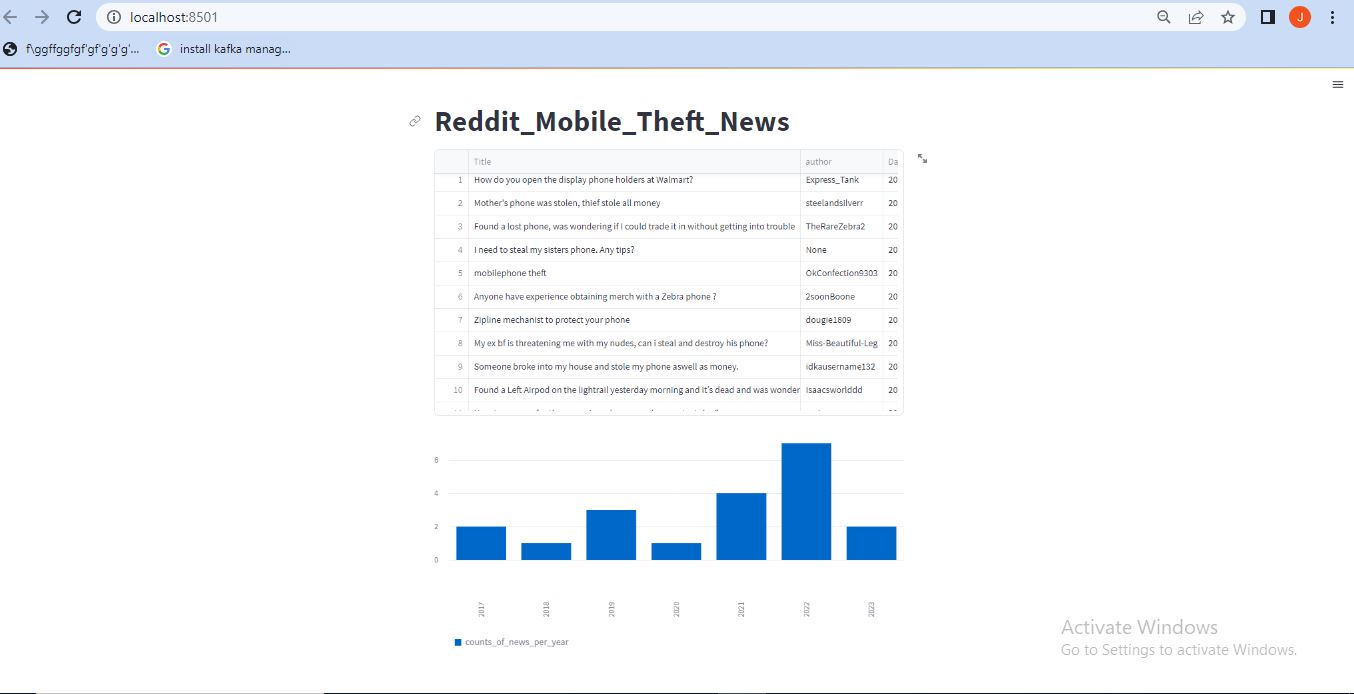 localhost:8501
J
f\ggffggfgf'gf'g'g'g'...
G install kafka manag...
Reddit_Mobile_Theft_News
Title author Da
1 How do you open the display phone holders at Walmart? Express_Tank 20
2 Mother's phone was stolen, thief stole all money steelandsilverr 20
3 Found a lost phone, was wondering if I could trade it in without getting into trouble TheRareZebra2 20
4 I need to steal my sisters phone. Any tips? None 20
5 mobilephone theft OkConfection9303 20
6 Anyone have experience obtaining merch with a Zebra phone ? 2soonBoone 20
7 Zipline mechanist to protect your phone dougie1809 20
8 My ex bf is threatening me with my nudes, can i steal and destroy his phone? Miss-Beautiful-Leg 20
9 Someone broke into my house and stole my phone aswell as money. idkausername132 20
10 Found a Left Airpod on the lightrail yesterday morning and it's dead and was wonder Isaacsworlddd 20
6
4
2
0
2017 2018 2019 2020 2021 2022 2023
counts_of_news_per_year
Activate Windows
Go to Settings to activate Windows.